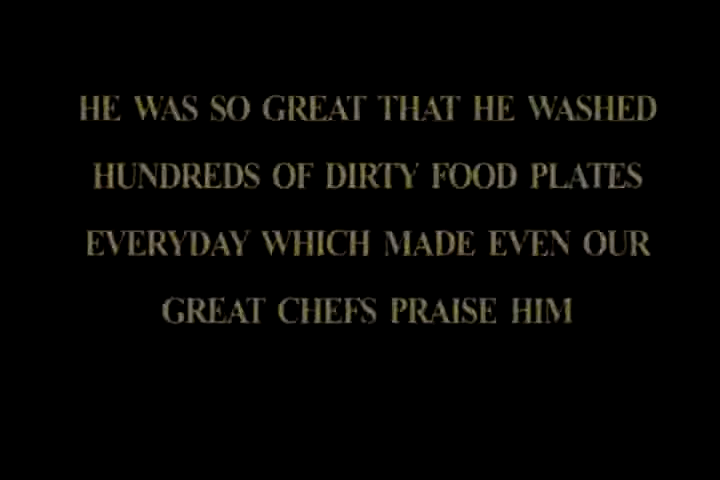 HE WAS SO GREAT THAT HE WASHED
HUNDREDS OF DIRTY FOOD PLATES
EVERYDAY WHICH MADE EVEN OUR
GREAT CHEFS PRAISE HIM